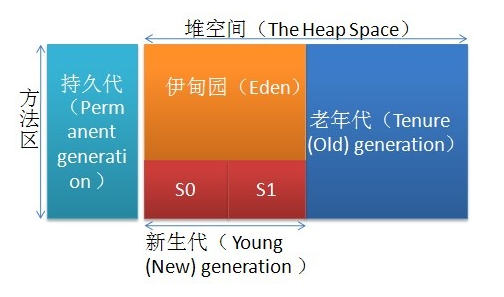 堆空间（The Heap Space）
方法区
持久代
（Perm
anent
generati
on ）
伊甸园（Eden）
老年代（Tenure
(Old) generation）
S0
S1
新生代（ Young
(New) generation ）